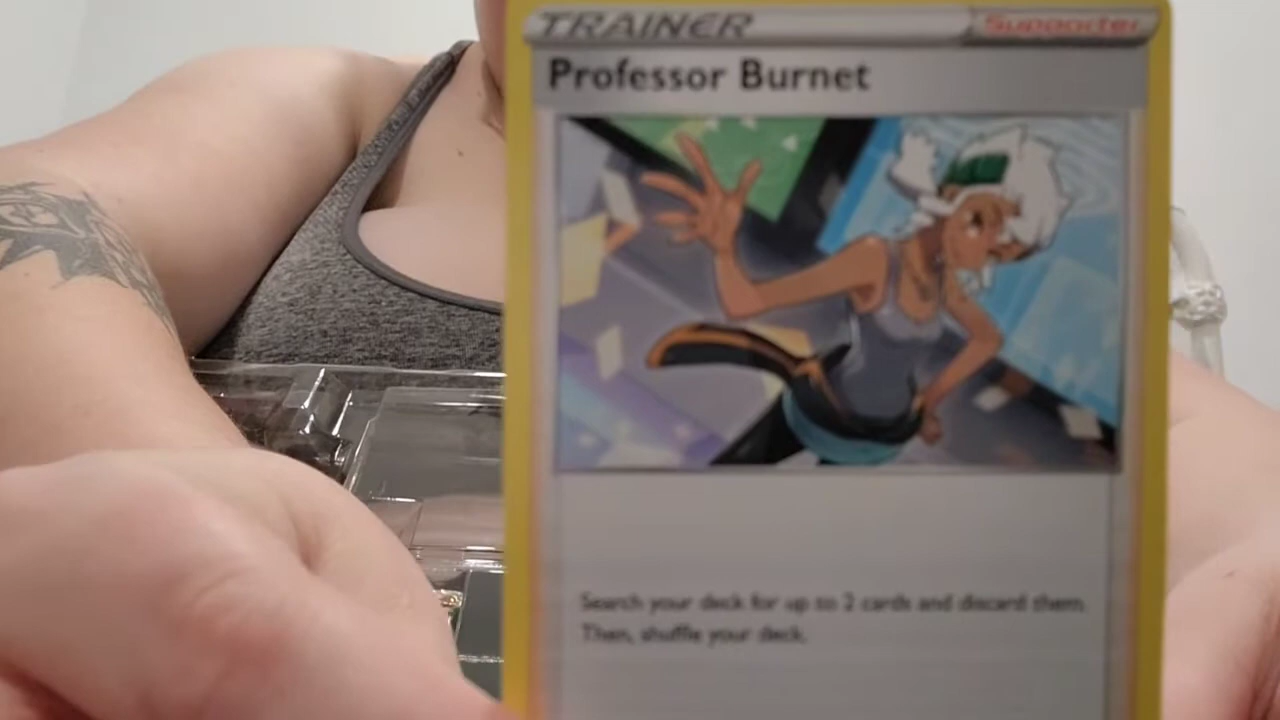 TRAINER
Supporter
Professor Burnet
Search your deck for up to 2 cards and discard them.
Then, shuffle your deck.